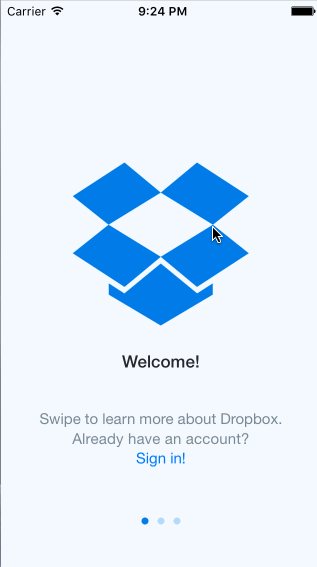 Carrier 9:24 PM
Welcome!
Swipe to learn more about Dropbox.
Already have an account?
Sign in!